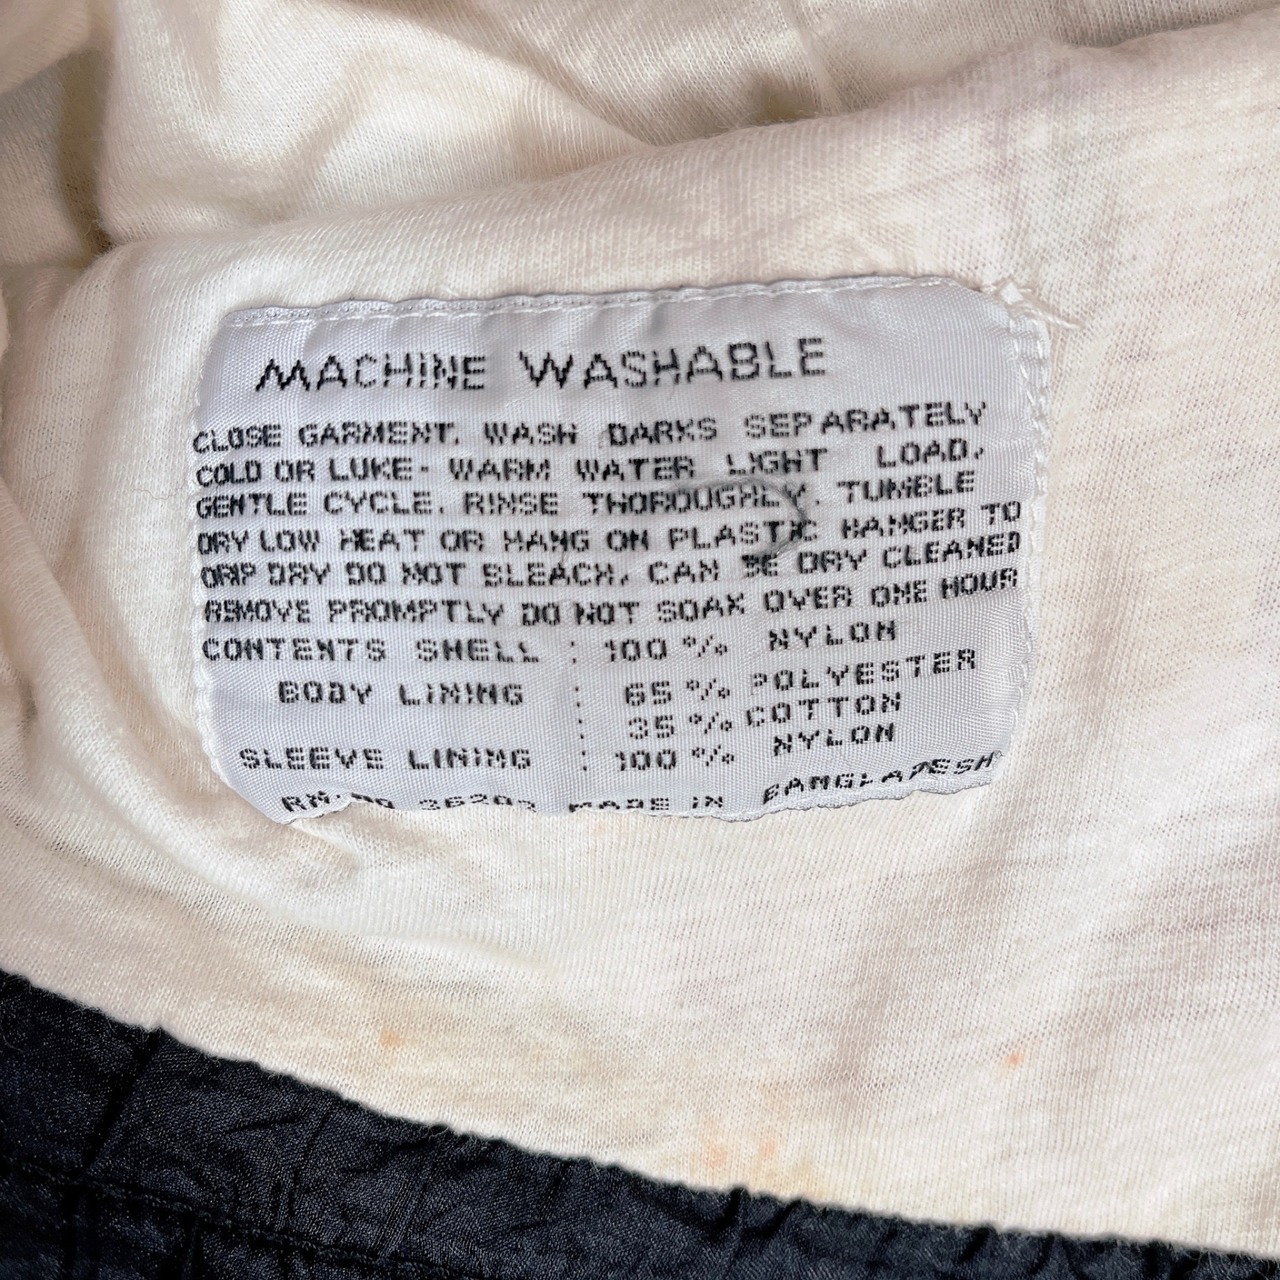 MACHINE WASHABLE
CLOSE GARMENT. WASH DARKS SEPARATELY
COLD OR LUKE- WARM WATER LIGHT LOAD,
GENTLE CYCLE. RINSE THOROUGHLY. TUMBLE
DRY LOW HEAT OR HANG ON PLASTIC HANGER TO
DRIP DRY DO NOT BLEACH. CAN BE DRY CLEANED
REMOVE PROMPTLY DO NOT SOAK OVER ONE HOUR
CONTENTS SHELL : 100 % NYLON
BODY LINING : 65 % POLYESTER
: 35 % COTTON
SLEEVE LINING : 100 % NYLON
MADE IN BANGLADESH